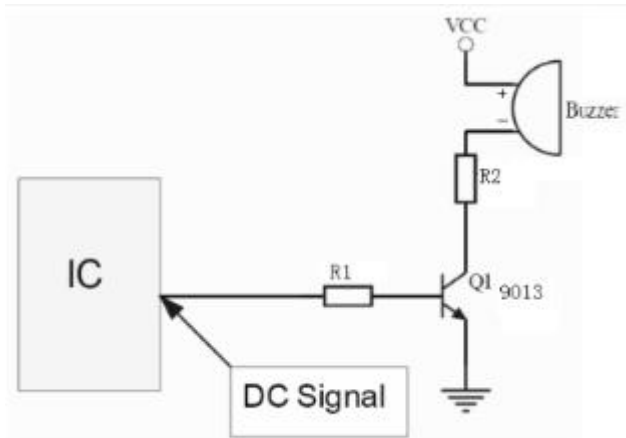 VCC
+
Buzzer
−
R2
IC
R1
Q1 9013
DC Signal